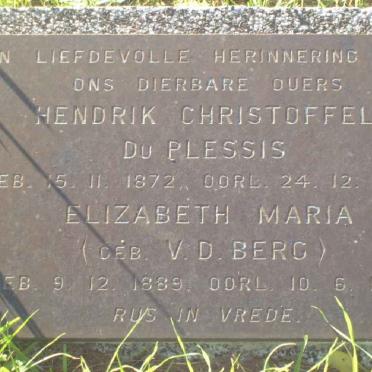 N LIEFDEVOLLE HERINNERING
ONS DIERBARE OUERS
HENDRIK CHRISTOFFEL
DU PLESSIS
EB. 15. 11. 1872. OORL. 24. 12.
ELIZABETH MARIA
(GEB. V.D. BERG)
EB. 9. 12. 1889. OORL. 10. 6.
RUS IN VREDE.